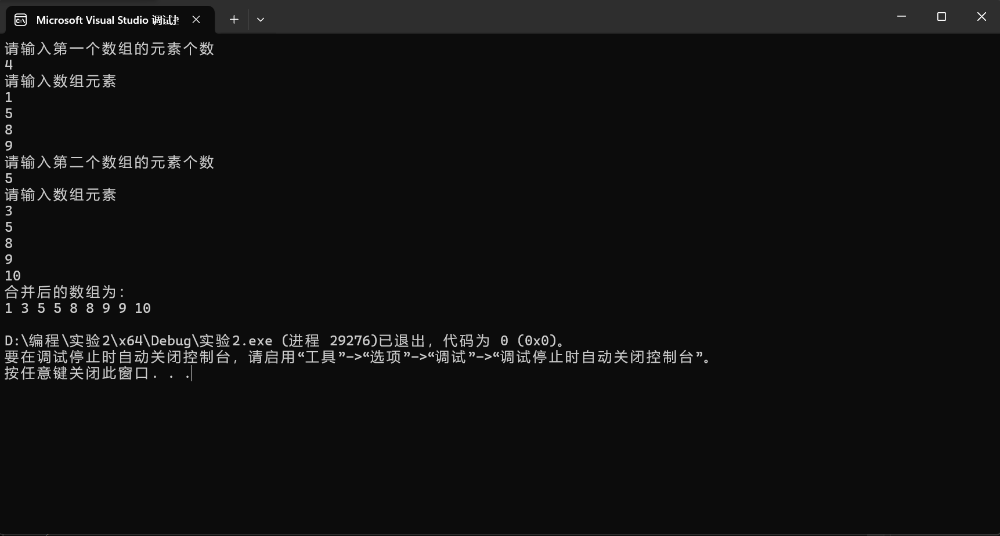 Microsoft Visual Studio 调试
请输入第一个数组的元素个数
4
请输入数组元素
1
5
8
9
请输入第二个数组的元素个数
5
请输入数组元素
3
5
8
9
10
合并后的数组为：
1 3 5 5 8 8 9 9 10
D:\编程\实验2\x64\Debug\实验2.exe (进程 29276)已退出，代码为 0 (0x0)。
要在调试停止时自动关闭控制台，请启用“工具”->“选项”->“调试”->“调试停止时自动关闭控制台”。
按任意键关闭此窗口. . .